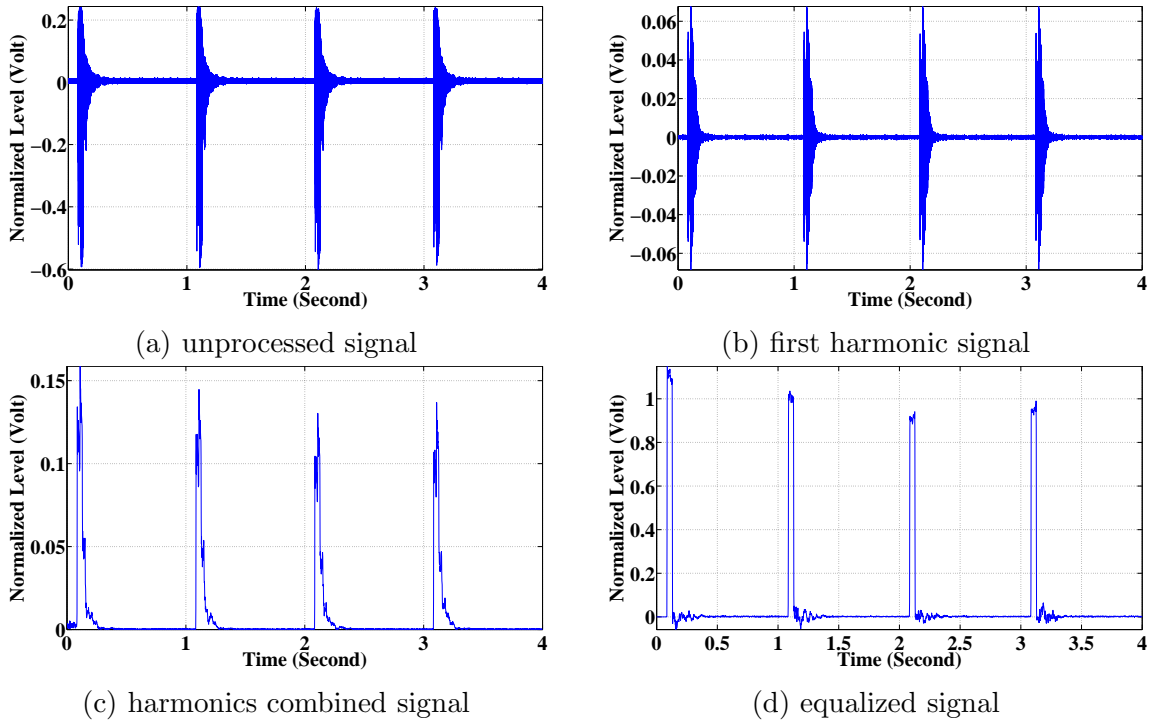 0.2
0
−0.2
−0.4
−0.6
0 1 2 3 4
Normalized Level (Volt)
Time (Second)
(a) unprocessed signal
0.06
0.04
0.02
0
−0.02
−0.04
−0.06
0 1 2 3 4
Normalized Level (Volt)
Time (Second)
(b) first harmonic signal
0.15
0.1
0.05
0
0 1 2 3 4
Normalized Level (Volt)
Time (Second)
(c) harmonics combined signal
1
0.8
0.6
0.4
0.2
0
0 0.5 1 1.5 2 2.5 3 3.5 4
Normalized Level (Volt)
Time (Second)
(d) equalized signal